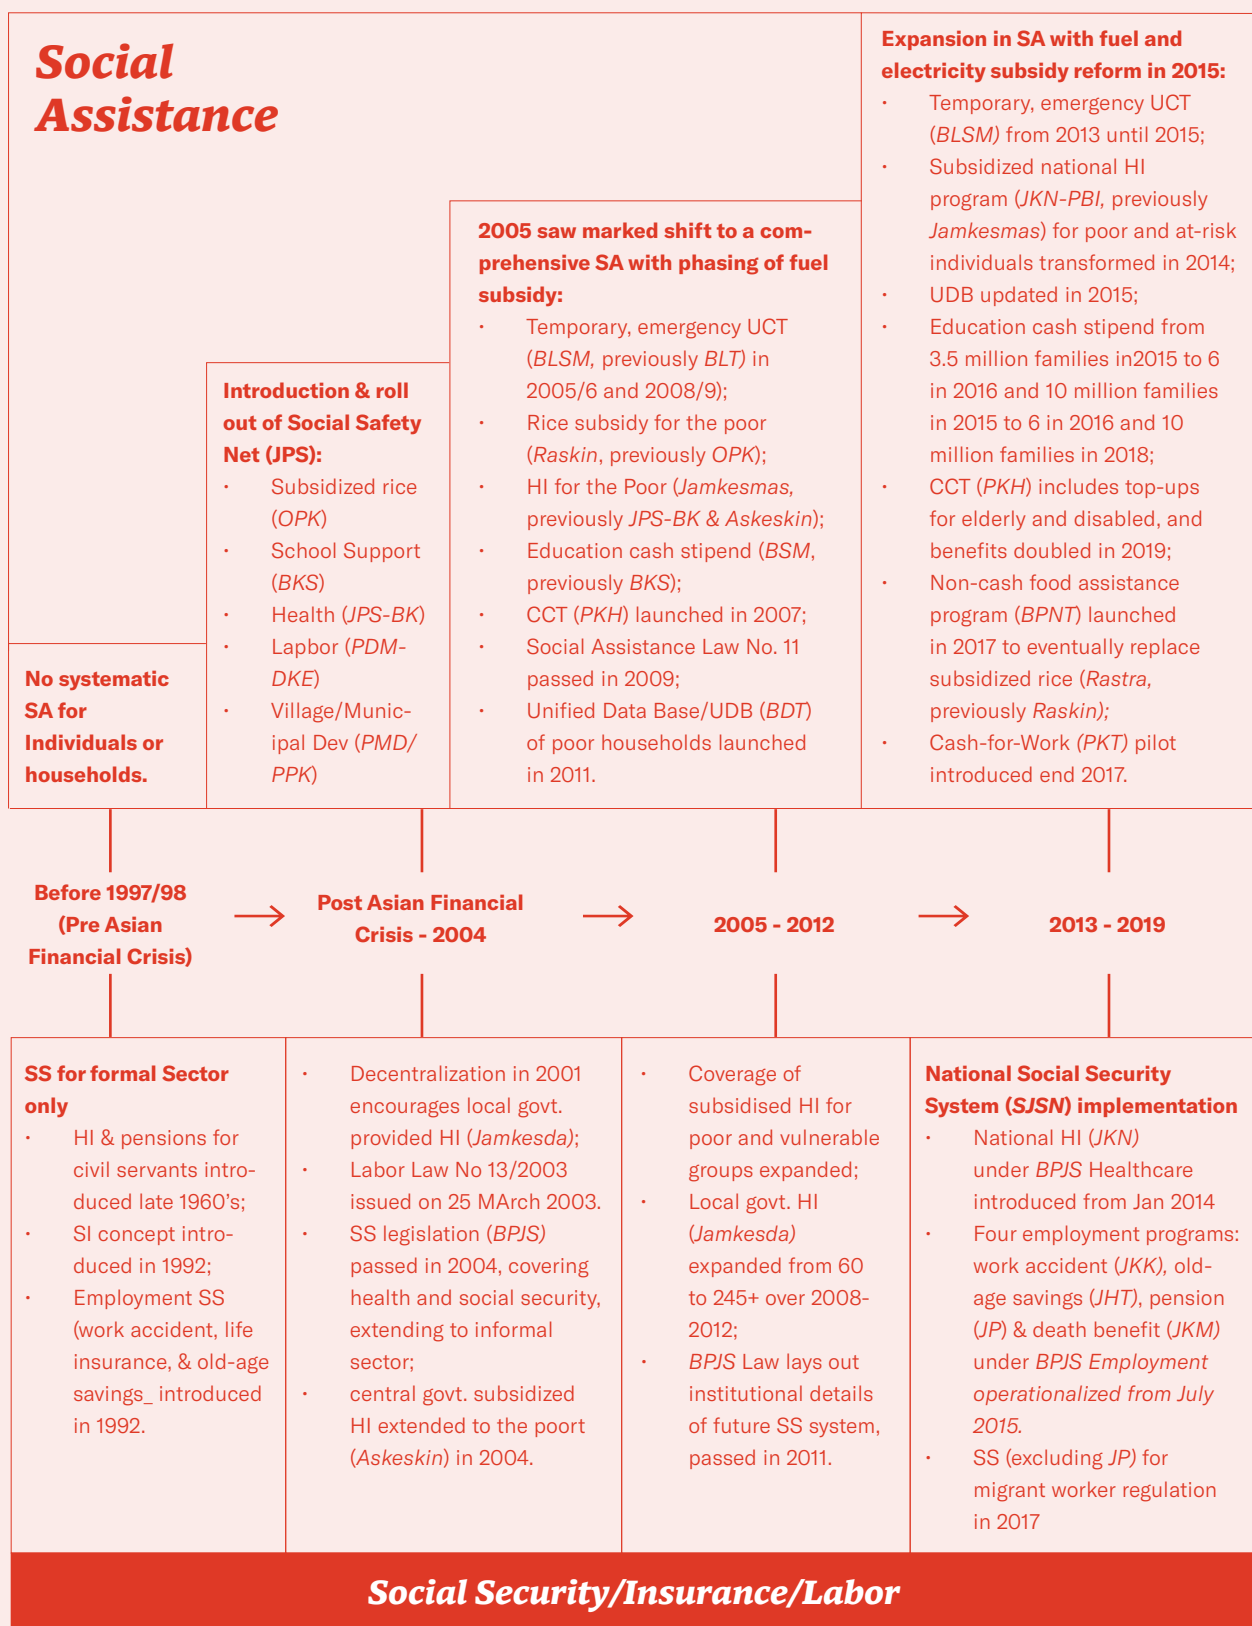 Social
Assistance
No systematic
SA for
Individuals or
households.
Introduction & roll
out of Social Safety
Net (JPS):
· Subsidized rice
(OPK)
· School Support
(BKS)
· Health (JPS-BK)
· Lapbor (PDM-
DKE)
· Village/Munic-
ipal Dev (PMD/
PPK)
2005 saw marked shift to a com-
prehensive SA with phasing of fuel
subsidy:
· Temporary, emergency UCT
(BLSM, previously BLT) in
2005/6 and 2008/9);
· Rice subsidy for the poor
(Raskin, previously OPK);
· HI for the Poor (Jamkesmas,
previously JPS-BK & Askeskin);
· Education cash stipend (BSM,
previously BKS);
· CCT (PKH) launched in 2007;
· Social Assistance Law No. 11
passed in 2009;
· Unified Data Base/UDB (BDT)
of poor households launched
in 2011.
Expansion in SA with fuel and
electricity subsidy reform in 2015:
· Temporary, emergency UCT
(BLSM) from 2013 until 2015;
· Subsidized national HI
program (JKN-PBI, previously
Jamkesmas) for poor and at-risk
individuals transformed in 2014;
· UDB updated in 2015;
· Education cash stipend from
3.5 million families in2015 to 6
in 2016 and 10 million families
in 2015 to 6 in 2016 and 10
million families in 2018;
· CCT (PKH) includes top-ups
for elderly and disabled, and
benefits doubled in 2019;
· Non-cash food assistance
program (BPNT) launched
in 2017 to eventually replace
subsidized rice (Rastra,
previously Raskin);
· Cash-for-Work (PKT) pilot
introduced end 2017.
Before 1997/98
(Pre Asian
Financial Crisis)
Post Asian Financial
Crisis - 2004
2005 - 2012
2013 - 2019
SS for formal Sector
only
· HI & pensions for
civil servants intro-
duced late 1960's;
· SI concept intro-
duced in 1992;
· Employment SS
(work accident, life
insurance, & old-age
savings_ introduced
in 1992.
· Decentralization in 2001
encourages local govt.
provided HI (Jamkesda);
· Labor Law No 13/2003
issued on 25 MArch 2003.
· SS legislation (BPJS)
passed in 2004, covering
health and social security,
extending to informal
sector;
· central govt. subsidized
HI extended to the poort
(Askeskin) in 2004.
· Coverage of
subsidised HI for
poor and vulnerable
groups expanded;
· Local govt. HI
(Jamkesda)
expanded from 60
to 245+ over 2008-
2012;
· BPJS Law lays out
institutional details
of future SS system,
passed in 2011.
National Social Security
System (SJSN) implementation
· National HI (JKN)
under BPJS Healthcare
introduced from Jan 2014
· Four employment programs:
work accident (JKK), old-
age savings (JHT), pension
(JP) & death benefit (JKM)
under BPJS Employment
operationalized from July
2015.
· SS (excluding JP) for
migrant worker regulation
in 2017
Social Security/Insurance/Labor